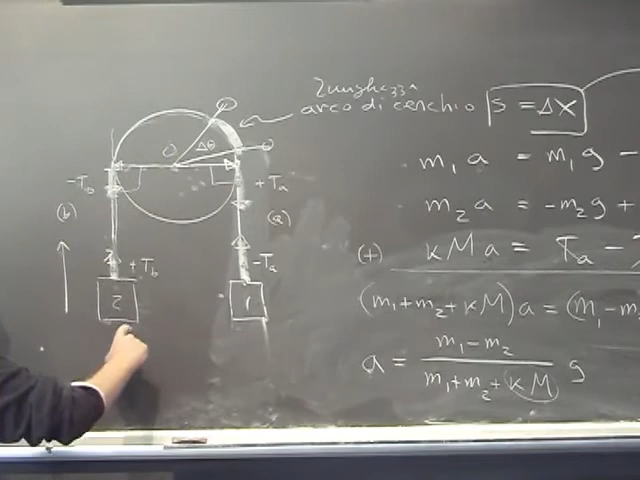 lunghezza
arco di cerchio
S = ΔX
O
Δθ
-T_b
+T_a
(b)
(a)
+T_b
-T_a
2
1
m₁ a = m₁ g -
m₂ a = -m₂ g +
(+) κ M a = T_a -
(m₁+m₂+κM) a = (m₁-m
a = \frac{m₁-m₂}{m₁+m₂+κM} g